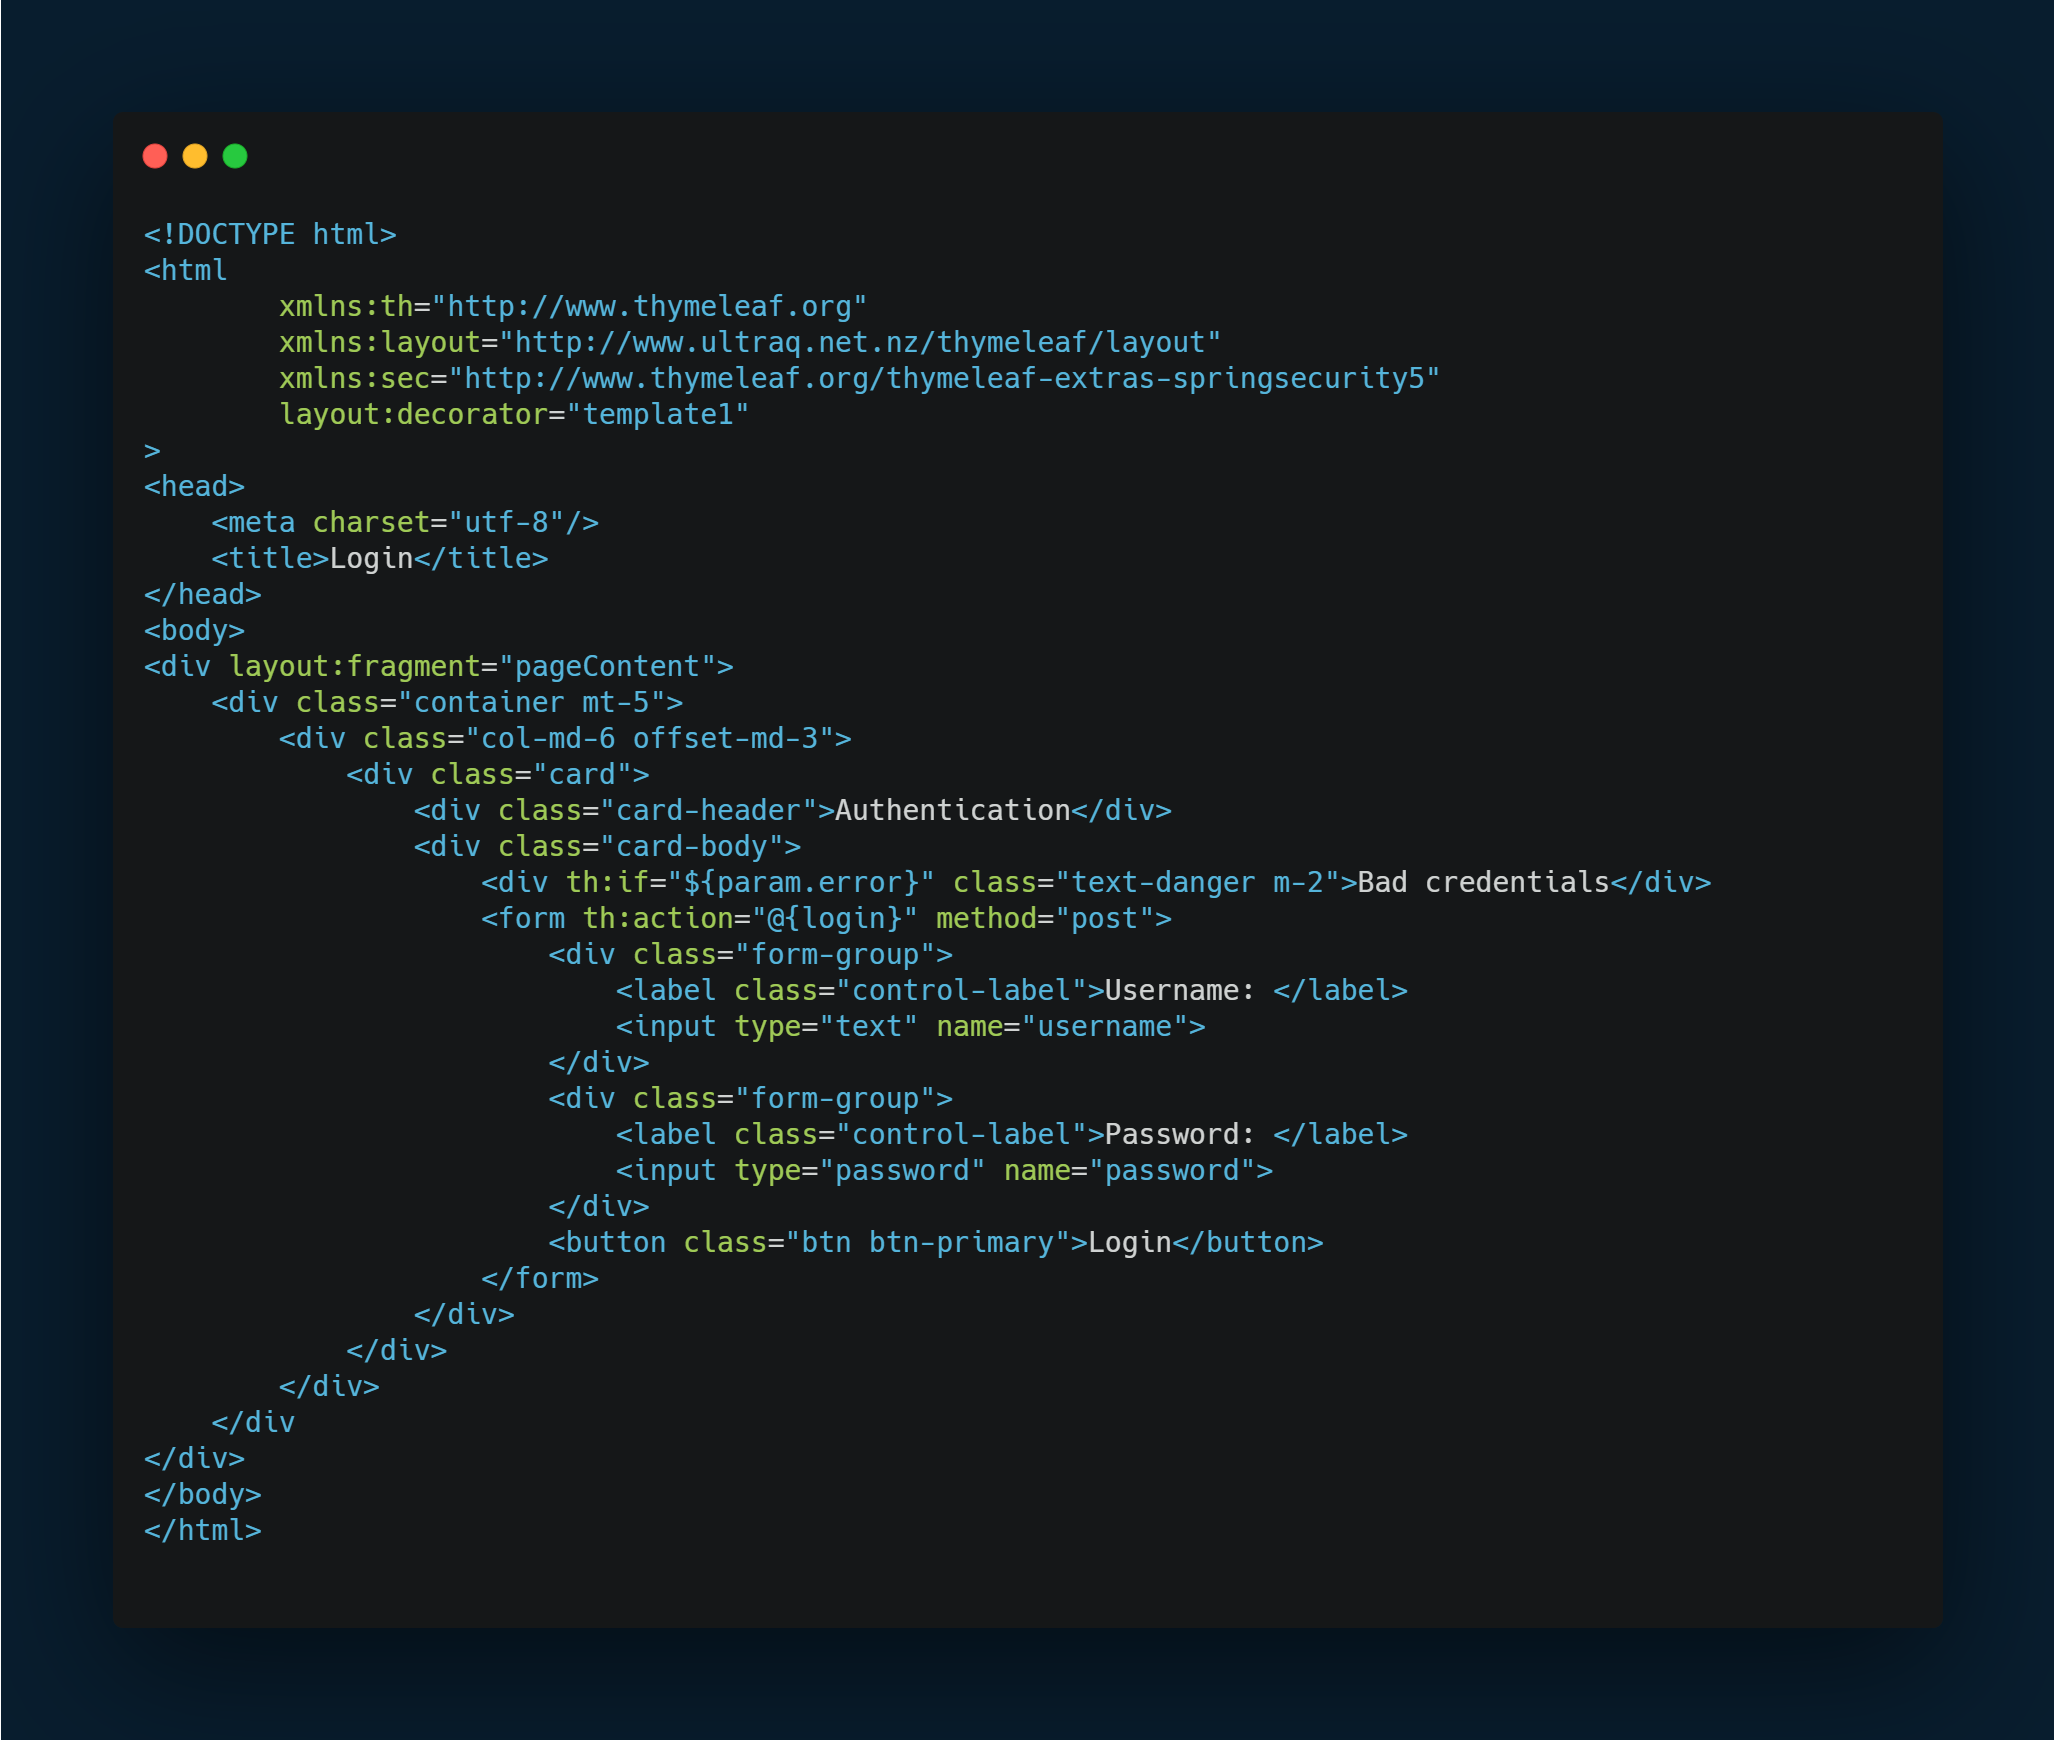 <!DOCTYPE html>
<html
        xmlns:th="http://www.thymeleaf.org"
        xmlns:layout="http://www.ultraq.net.nz/thymeleaf/layout"
        xmlns:sec="http://www.thymeleaf.org/thymeleaf-extras-springsecurity5"
        layout:decorator="template1"
>
<head>
    <meta charset="utf-8"/>
    <title>Login</title>
</head>
<body>
<div layout:fragment="pageContent">
    <div class="container mt-5">
        <div class="col-md-6 offset-md-3">
            <div class="card">
                <div class="card-header">Authentication</div>
                <div class="card-body">
                    <div th:if="${param.error}" class="text-danger m-2">Bad credentials</div>
                    <form th:action="@{login}" method="post">
                        <div class="form-group">
                            <label class="control-label">Username: </label>
                            <input type="text" name="username">
                        </div>
                        <div class="form-group">
                            <label class="control-label">Password: </label>
                            <input type="password" name="password">
                        </div>
                        <button class="btn btn-primary">Login</button>
                    </form>
                </div>
            </div>
        </div>
    </div
</div>
</body>
</html>